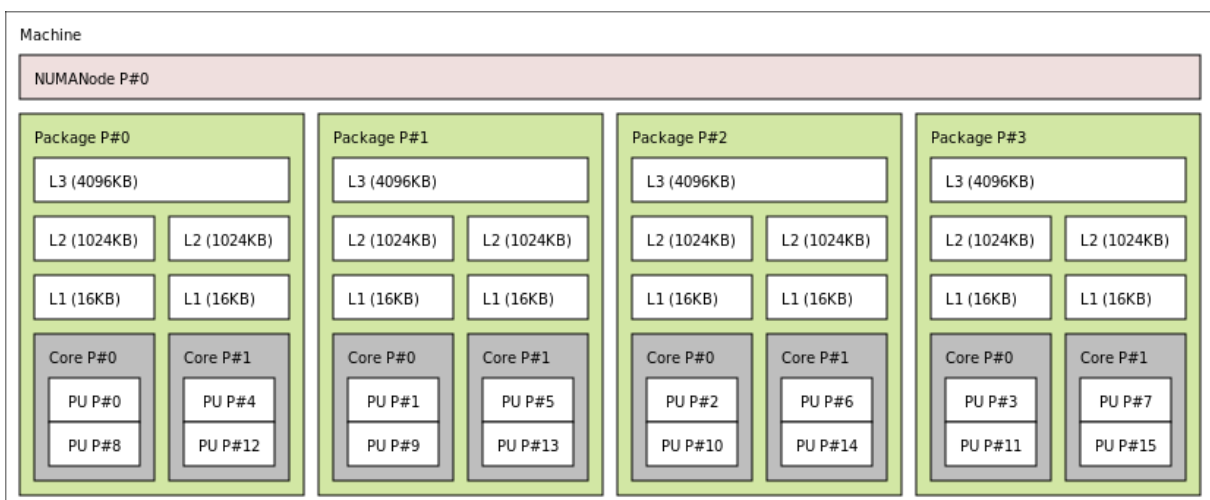 Machine
NUMANode P#0
Package P#0
L3 (4096KB)
L2 (1024KB) L2 (1024KB)
L1 (16KB) L1 (16KB)
Core P#0 Core P#1
PU P#0 PU P#4
PU P#8 PU P#12
Package P#1
L3 (4096KB)
L2 (1024KB) L2 (1024KB)
L1 (16KB) L1 (16KB)
Core P#0 Core P#1
PU P#1 PU P#5
PU P#9 PU P#13
Package P#2
L3 (4096KB)
L2 (1024KB) L2 (1024KB)
L1 (16KB) L1 (16KB)
Core P#0 Core P#1
PU P#2 PU P#6
PU P#10 PU P#14
Package P#3
L3 (4096KB)
L2 (1024KB) L2 (1024KB)
L1 (16KB) L1 (16KB)
Core P#0 Core P#1
PU P#3 PU P#7
PU P#11 PU P#15